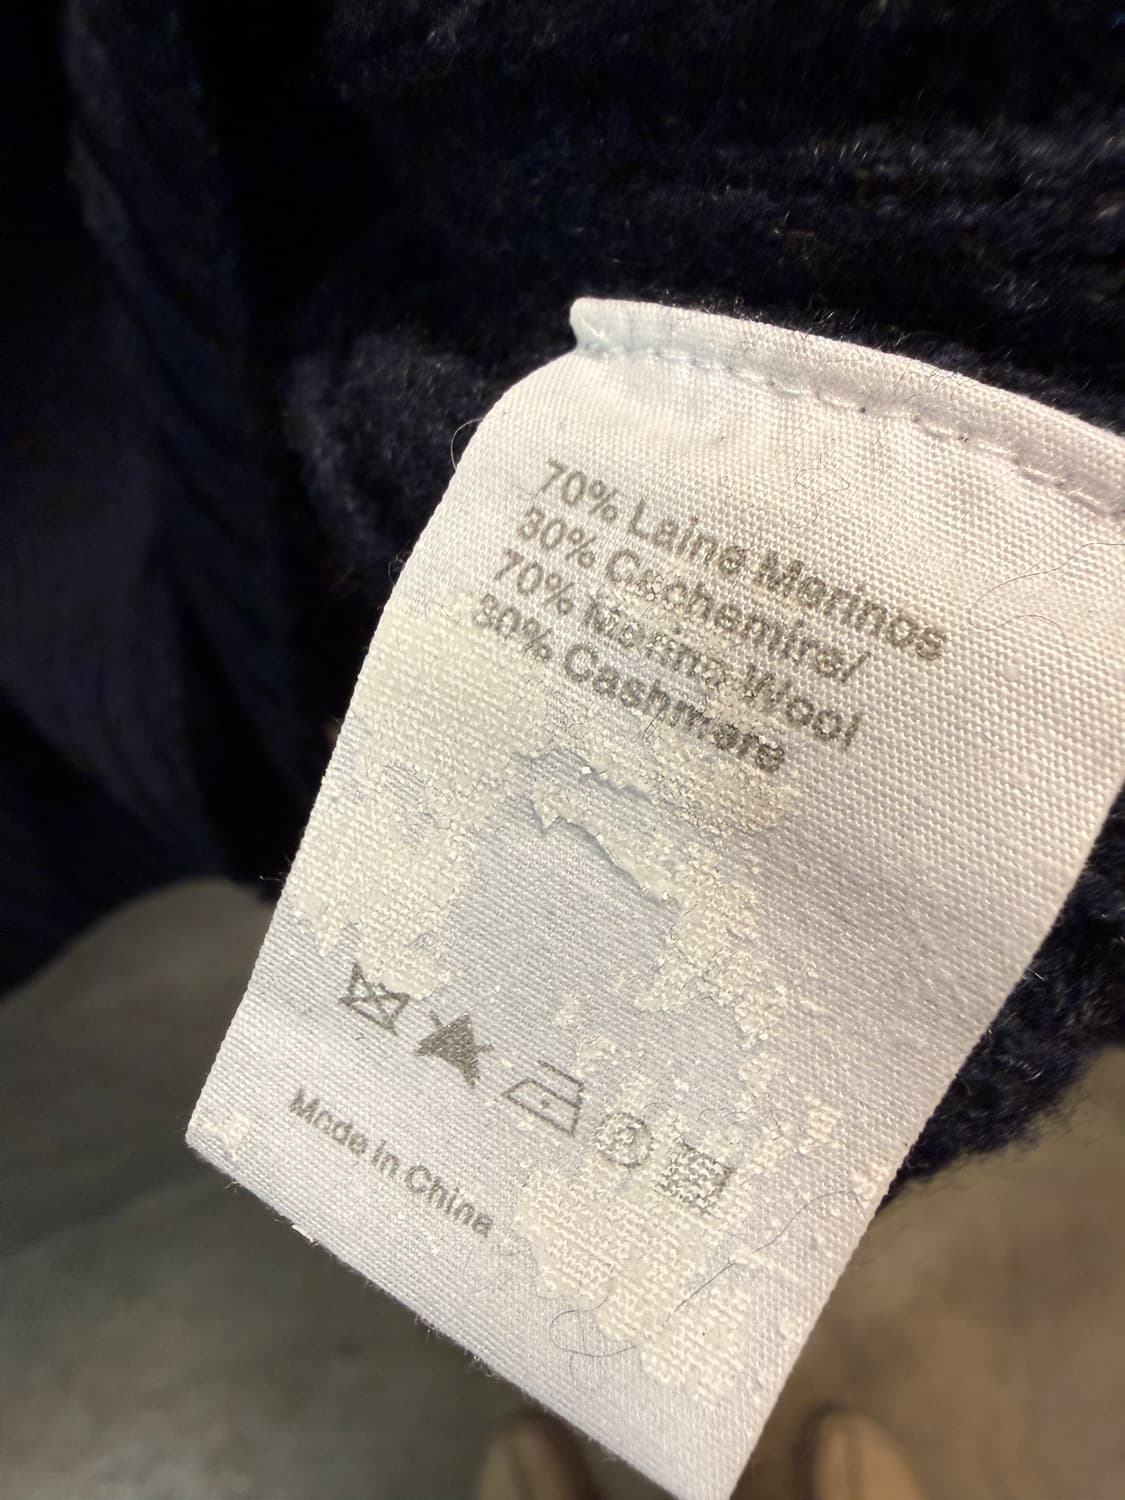 70% Laine Merinos
30% Cachemire/
70% Merino Wool
30% Cashmere
Made in China